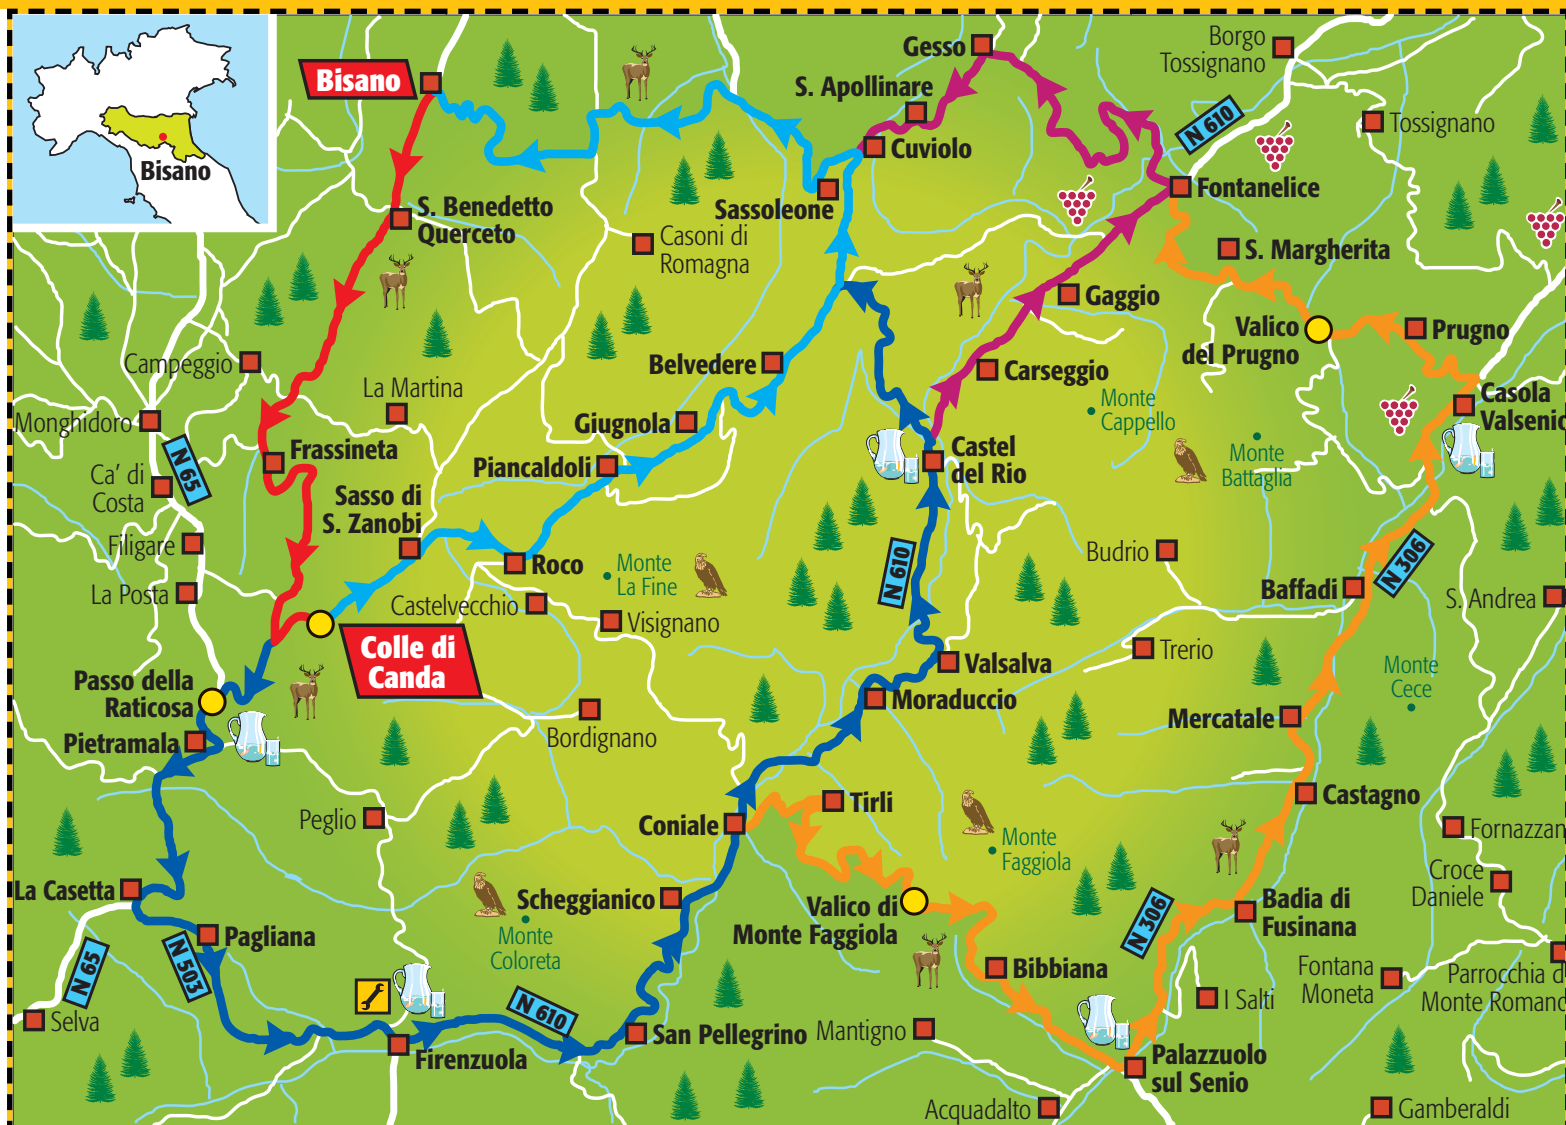 Bisano
Bisano
Gesso
Borgo
Tossignano
S. Apollinare
Cuviolo
N 610
Tossignano
Sassoleone
Fontanelice
S. Benedetto
Querceto
Casoni di
Romagna
S. Margherita
Gaggio
Valico
del Prugno
Prugno
Campeggio
La Martina
Belvedere
Carseggio
Monte
Cappello
Casola
Valsenio
Monghidoro
Giugnola
N 65
Frassineta
Piancaldoli
Castel
del Rio
Monte
Battaglia
Ca' di
Costa
Sasso di
S. Zanobi
Filigare
Roco
Monte
La Fine
N 610
Budrio
N 306
Baffadi
La Posta
Castelvecchio
Visignano
S. Andrea
Colle di
Canda
Valsalva
Trerio
Monte
Cece
Passo della
Raticosa
Moraduccio
Mercatale
Pietramala
Bordignano
Peglio
Coniale
Tirli
Castagno
Monte
Faggiola
Fornazzan
La Casetta
Scheggianico
Valico di
Monte Faggiola
Badia di
Fusinana
Croce
Daniele
Pagliana
Monte
Coloreta
N 306
N 65
N 503
Bibbiana
Fontana
Moneta
Parrocchia d
Monte Romano
I Salti
Selva
N 610
Firenzuola
San Pellegrino
Mantigno
Palazzuolo
sul Senio
Acquadalto
Gamberaldi